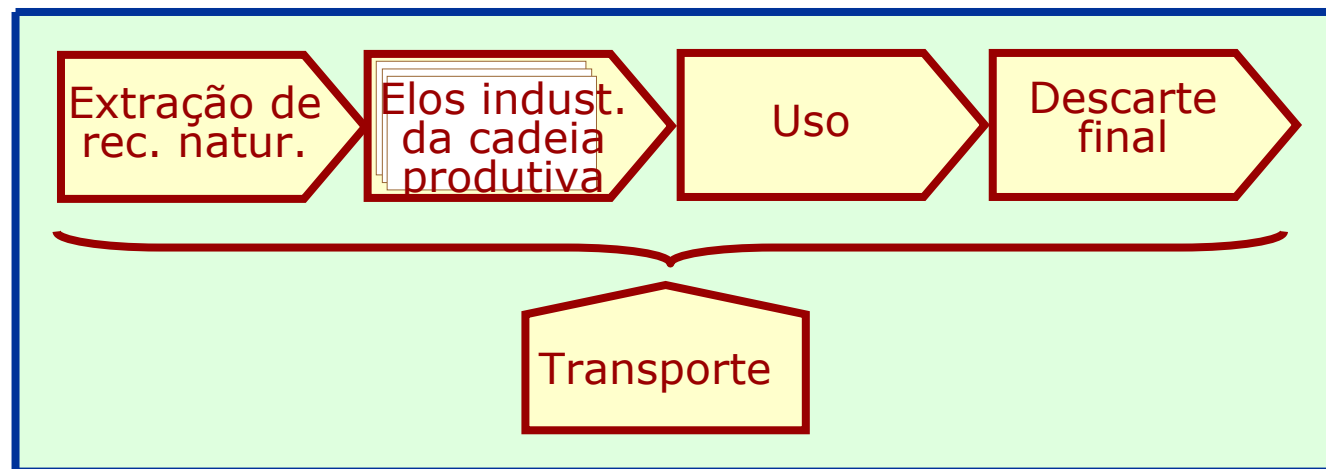 Extração de
rec. natur.
Elos indust.
da cadeia
produtiva
Uso
Descarte
final
Transporte